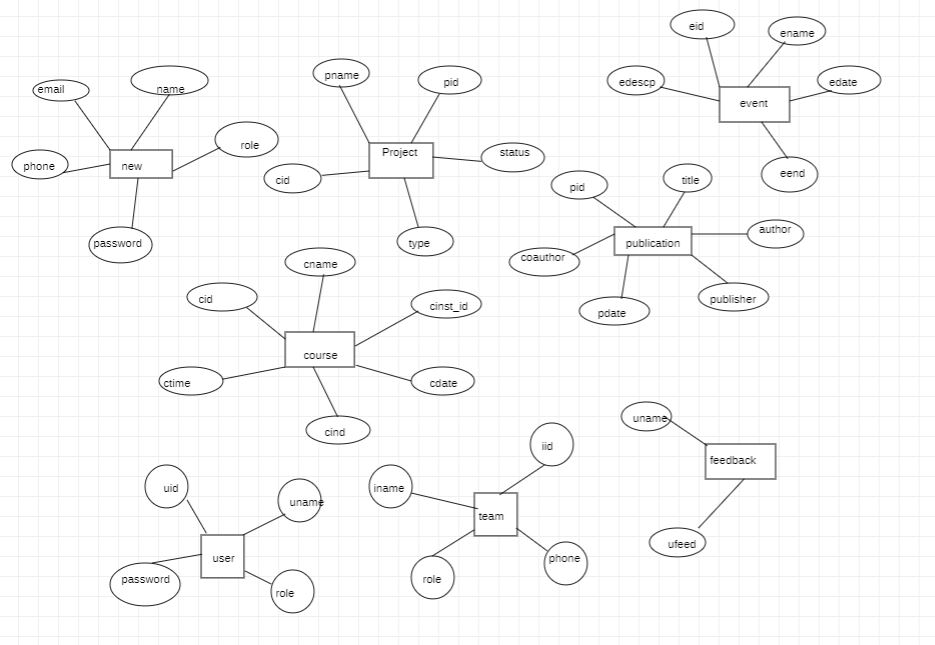 eid
ename
edescp
edate
event
eend
email
name
role
phone
new
password
pname
pid
Project
status
cid
type
pid
title
author
publication
coauthor
publisher
pdate
cname
cid
cinst_id
course
ctime
cdate
cind
uid
uname
user
password
role
iid
iname
team
role
phone
uname
feedback
ufeed